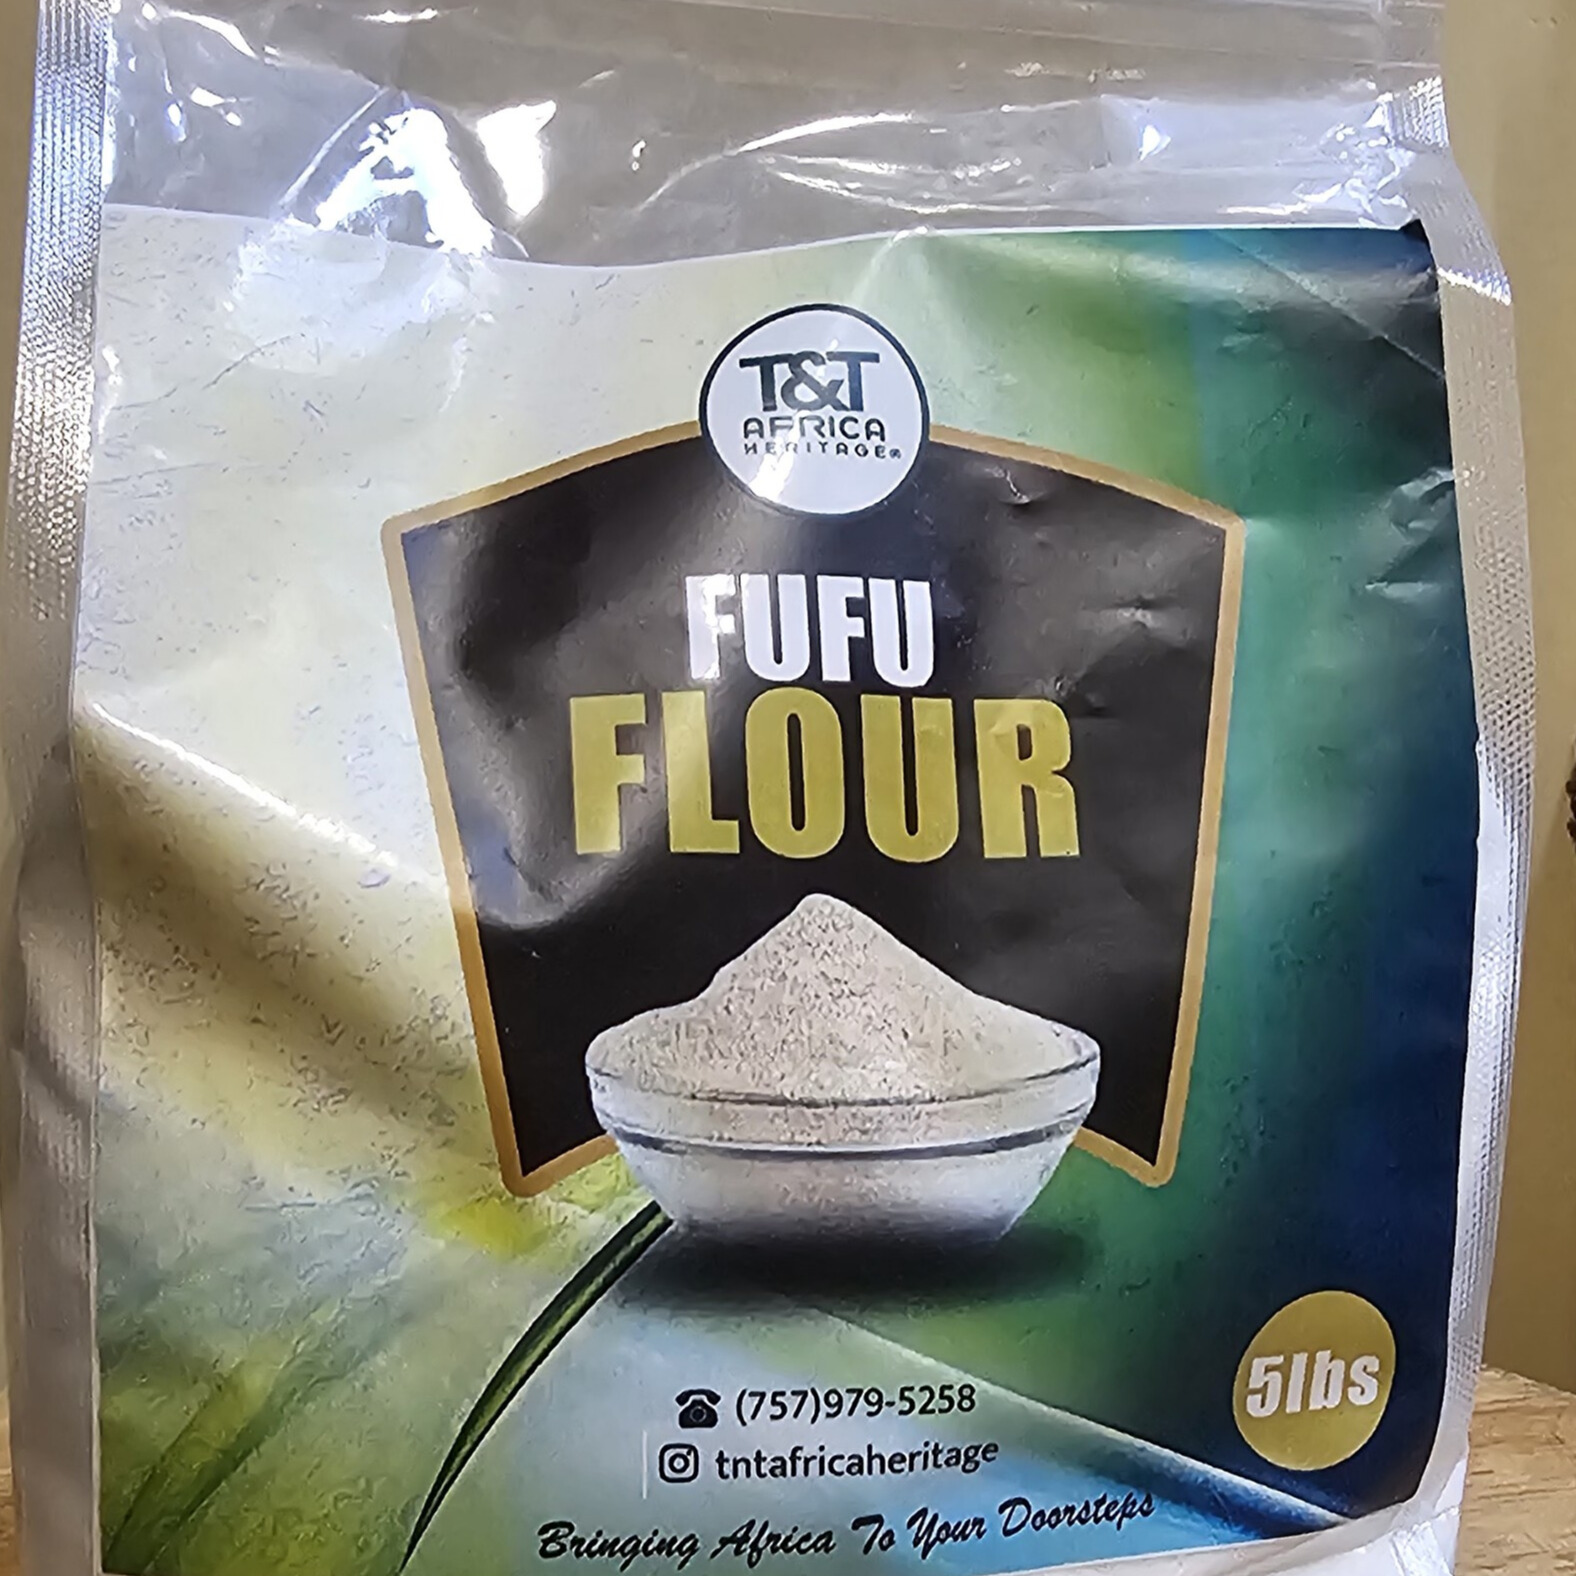 T&T
AFRICA
HERITAGE®
FUFU
FLOUR
5lbs
(757)979-5258
tntafricaheritage
Bringing Africa To Your Doorsteps